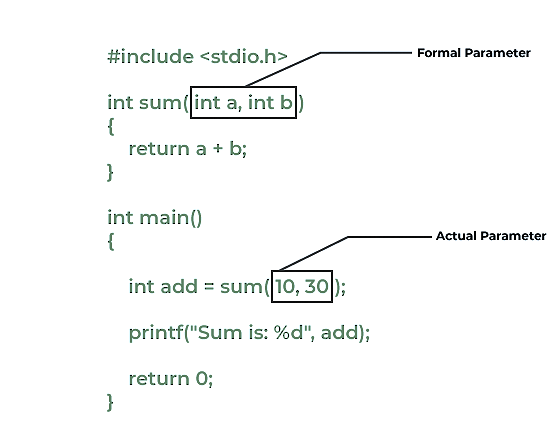 #include <stdio.h>
Formal Parameter
int sum(int a, int b)
{
return a + b;
}
int main()
{
Actual Parameter
int add = sum(10, 30);
printf("Sum is: %d", add);
return 0;
}